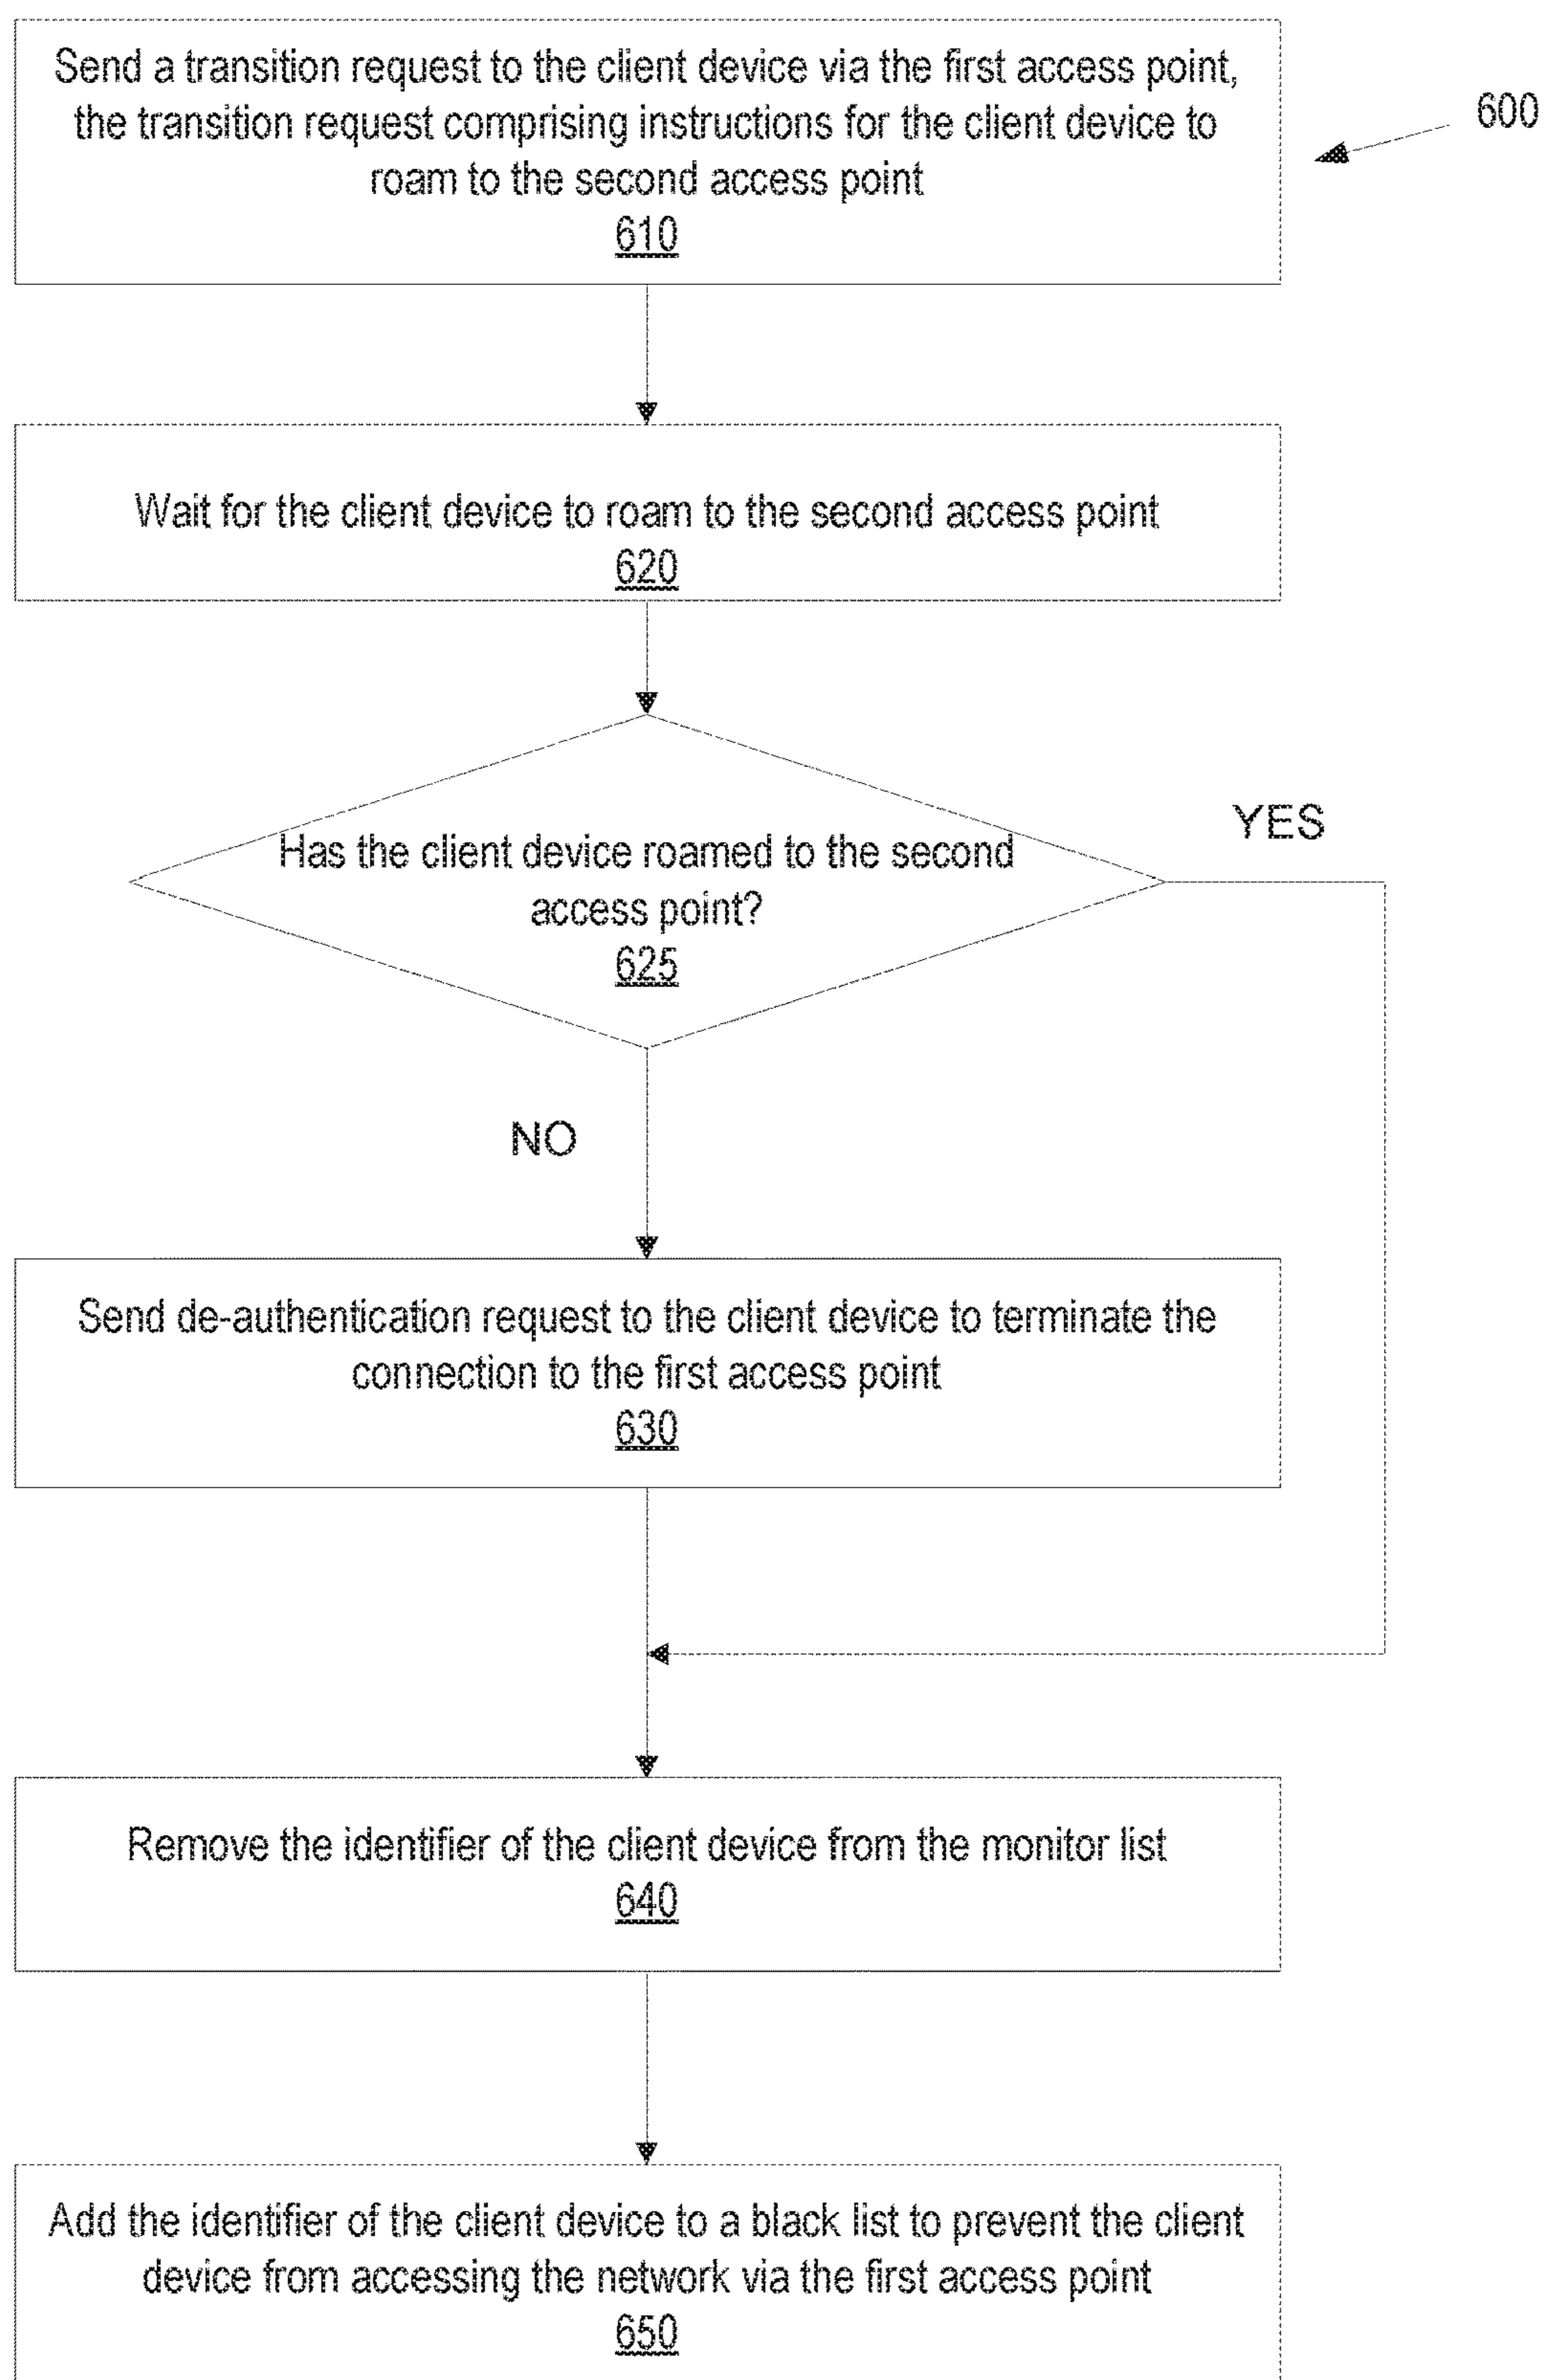 Send a transition request to the client device via the first access point,
the transition request comprising instructions for the client device to
roam to the second access point
610
600
Wait for the client device to roam to the second access point
620
Has the client device roamed to the second
access point?
625
YES
NO
Send de-authentication request to the client device to terminate the
connection to the first access point
630
Remove the identifier of the client device from the monitor list
640
Add the identifier of the client device to a black list to prevent the client
device from accessing the network via the first access point
650